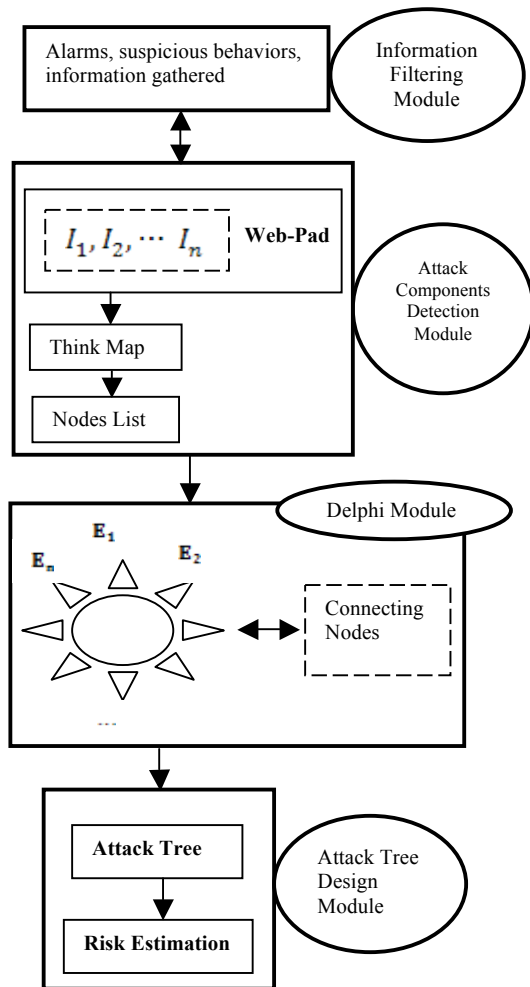 Alarms, suspicious behaviors,
information gathered
Information
Filtering
Module
I₁, I₂, ⋯ Iₙ
Web-Pad
Think Map
Nodes List
Attack
Components
Detection
Module
Delphi Module
E₁
E₂
Eₙ
Connecting
Nodes
...
Attack Tree
Risk Estimation
Attack Tree
Design
Module